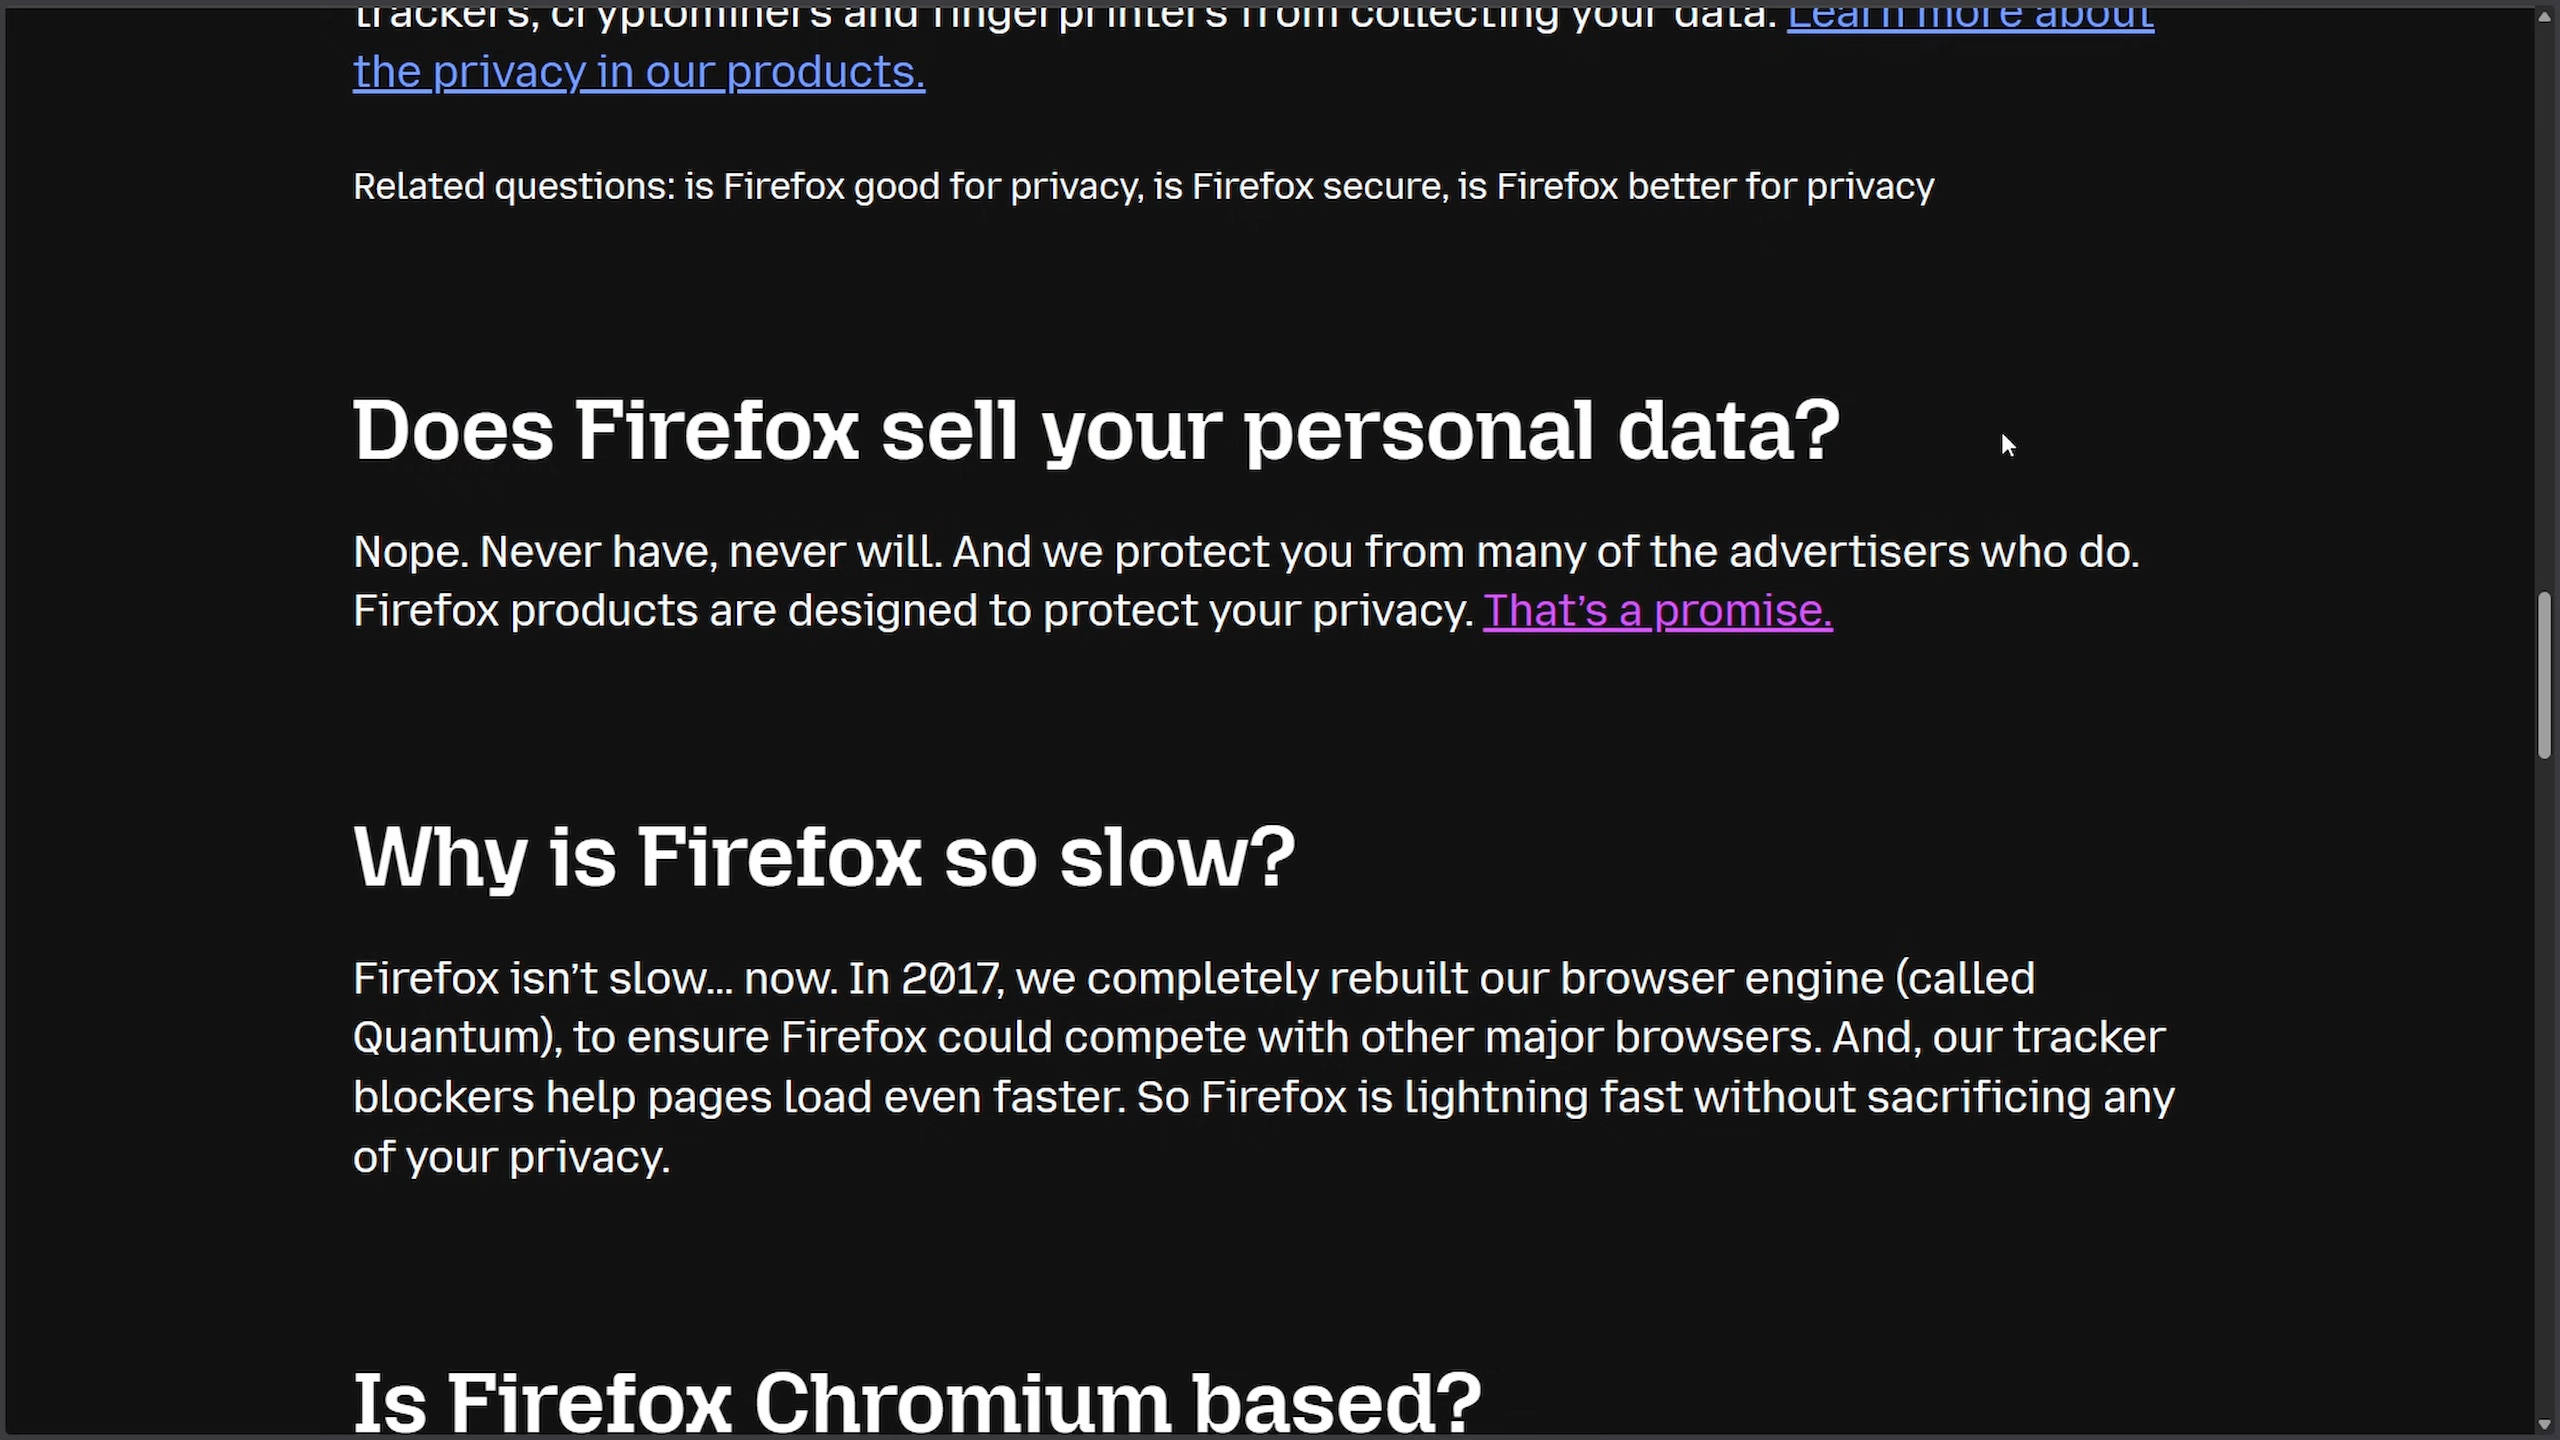 trackers, cryptominers and fingerprinters from collecting your data. Learn more about
the privacy in our products.
Related questions: is Firefox good for privacy, is Firefox secure, is Firefox better for privacy
Does Firefox sell your personal data?
Nope. Never have, never will. And we protect you from many of the advertisers who do.
Firefox products are designed to protect your privacy. That’s a promise.
Why is Firefox so slow?
Firefox isn’t slow… now. In 2017, we completely rebuilt our browser engine (called
Quantum), to ensure Firefox could compete with other major browsers. And, our tracker
blockers help pages load even faster. So Firefox is lightning fast without sacrificing any
of your privacy.
Is Firefox Chromium based?